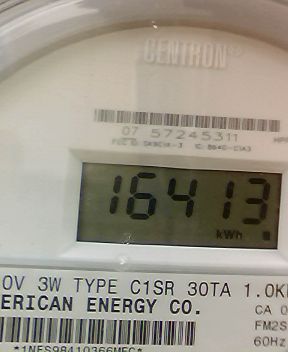 CENTRON
07 57245311
16413
kWh
0V 3W TYPE C1SR 30TA 1.0K
ERICAN ENERGY CO.
CA 0
FM2S
60Hz
*1NES98410366MEC*